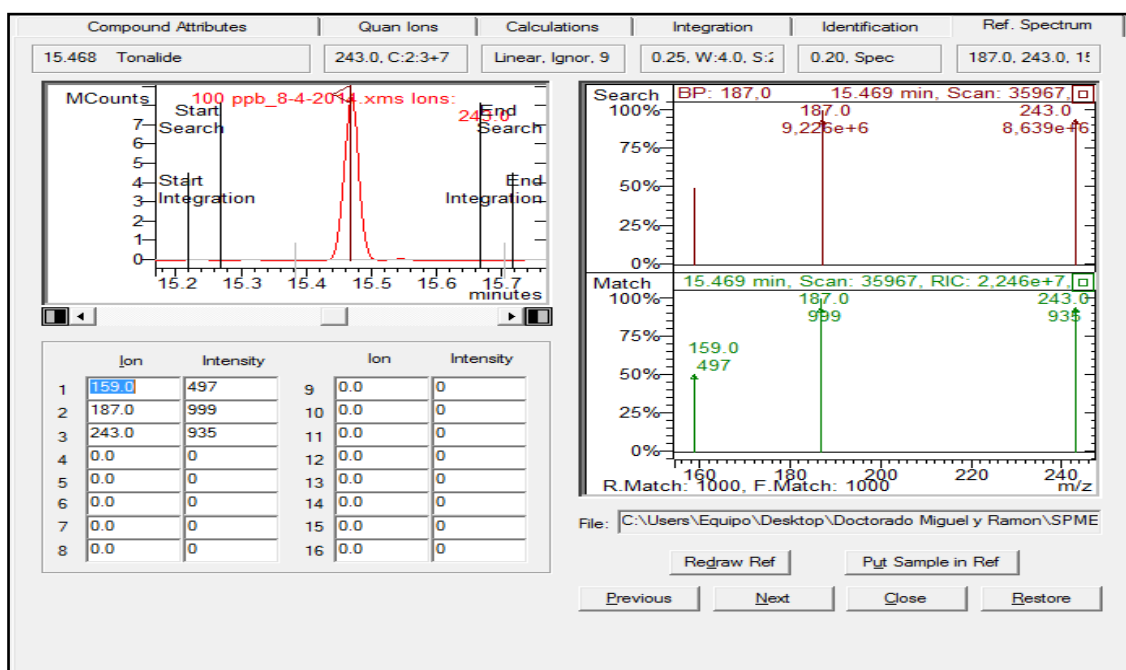 Compound Attributes Quan Ions Calculations Integration Identification Ref. Spectrum
15.468 Tonalide 243.0, C:2:3+7 Linear, Ignor, 9 0.25, W:4.0, S:2 0.20, Spec 187.0, 243.0, 15
MCounts 100 ppb_8-4-2014.xms Ions:
243.0
Start Search
End Search
7
6
5
4
3
2
1
0
Start Integration
End Integration
15.2 15.3 15.4 15.5 15.6 15.7
minutes
Ion Intensity Ion Intensity
1 159.0 497 9 0.0 0
2 187.0 999 10 0.0 0
3 243.0 935 11 0.0 0
4 0.0 0 12 0.0 0
5 0.0 0 13 0.0 0
6 0.0 0 14 0.0 0
7 0.0 0 15 0.0 0
8 0.0 0 16 0.0 0
Search BP: 187,0 15.469 min, Scan: 35967,
100% 187.0 243.0
9,226e+6 8,639e+6
75%
50%
25%
0%
Match 15.469 min, Scan: 35967, RIC: 2,246e+7,
100% 187.0 243.0
999 935
75%
159.0
497
50%
25%
0%
160 180 200 220 240
R.Match: 1000, F.Match: 1000 m/z
File: C:\Users\Equipo\Desktop\Doctorado Miguel y Ramon\SPME
Redraw Ref Put Sample in Ref
Previous Next Close Restore